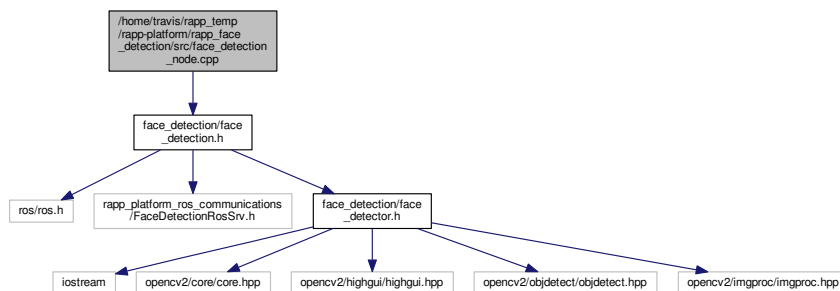 /home/travis/rapp_temp
/rapp-platform/rapp_face
_detection/src/face_detection
_node.cpp
face_detection/face
_detection.h
ros/ros.h
rapp_platform_ros_communications
/FaceDetectionRosSrv.h
face_detection/face
_detector.h
iostream
opencv2/core/core.hpp
opencv2/highgui/highgui.hpp
opencv2/objdetect/objdetect.hpp
opencv2/imgproc/imgproc.hpp